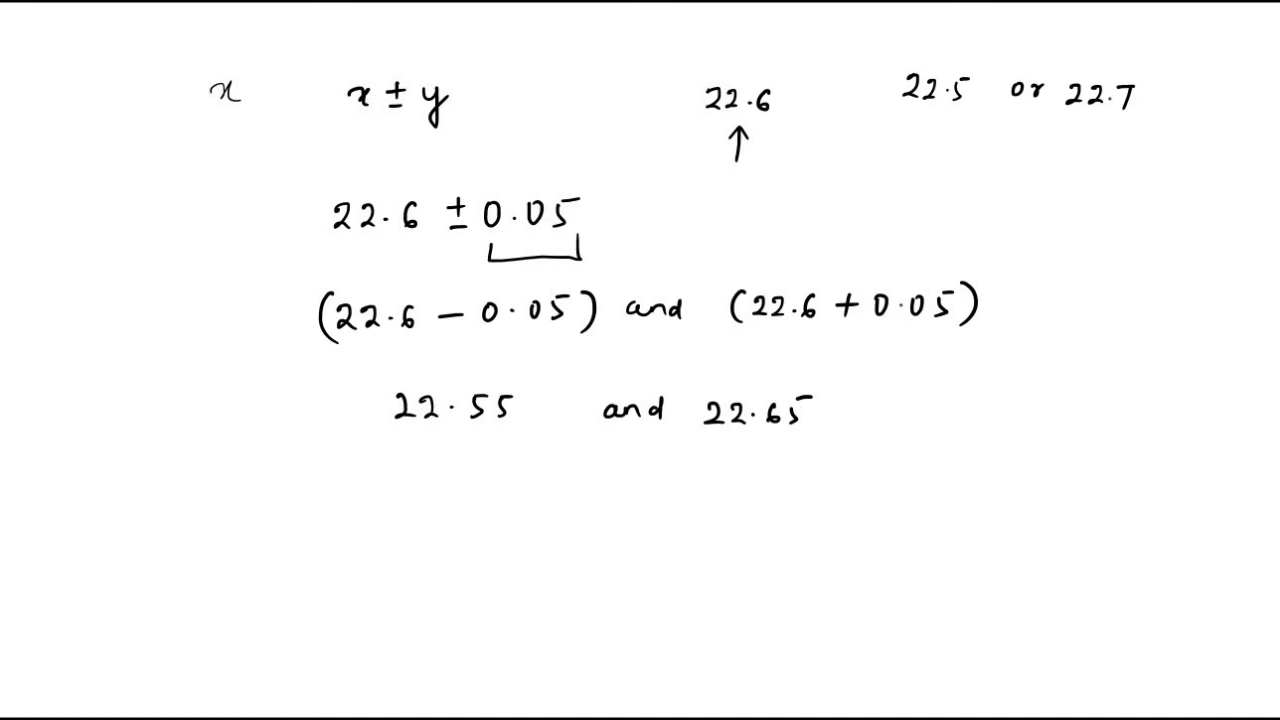 x x ± y 22.6 22.5 or 22.7
↑
22.6 ± 0.05
(22.6 − 0.05) and (22.6 + 0.05)
22.55 and 22.65